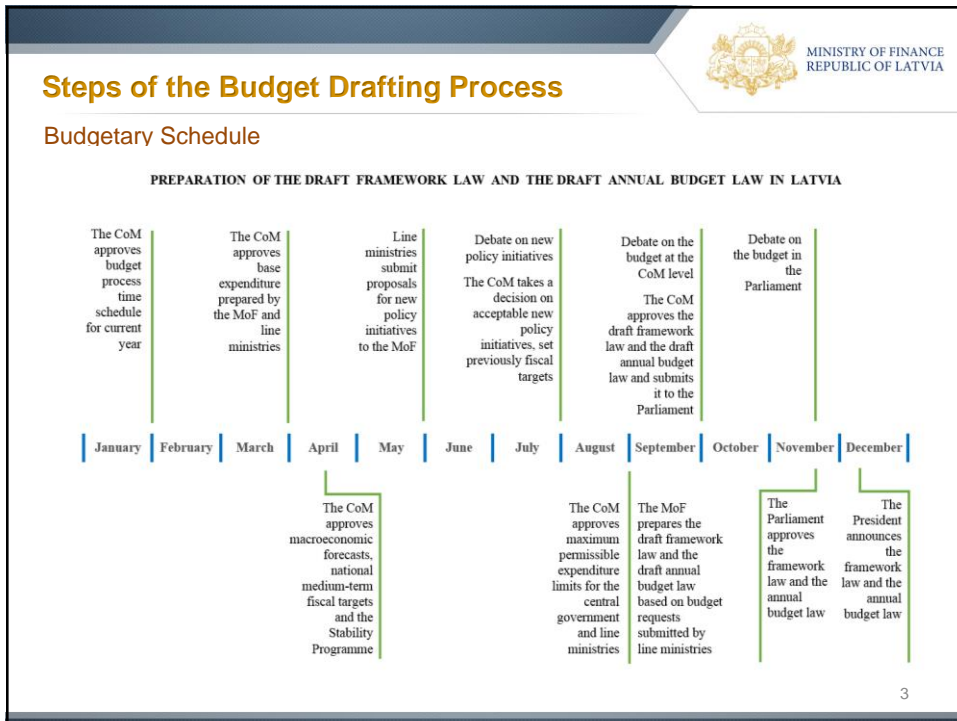 MINISTRY OF FINANCE
REPUBLIC OF LATVIA
Steps of the Budget Drafting Process
Budgetary Schedule
PREPARATION OF THE DRAFT FRAMEWORK LAW AND THE DRAFT ANNUAL BUDGET LAW IN LATVIA
The CoM
approves
budget
process
time
schedule
for current
year
The CoM
approves
base
expenditure
prepared by
the MoF and
line
ministries
Line
ministries
submit
proposals
for new
policy
initiatives
to the MoF
Debate on new
policy initiatives
The CoM takes a
decision on
acceptable new
policy
initiatives, set
previously fiscal
targets
Debate on the
budget at the
CoM level
The CoM
approves the
draft framework
law and the draft
annual budget
law and submits
it to the
Parliament
Debate on
the budget in
the
Parliament
January February March April May June July August September October November December
The CoM
approves
macroeconomic
forecasts,
national
medium-term
fiscal targets
and the
Stability
Programme
The CoM
approves
maximum
permissible
expenditure
limits for the
central
government
and line
ministries
The MoF
prepares the
draft framework
law and the
draft annual
budget law
based on budget
requests
submitted by
line ministries
The
Parliament
approves
the
framework
law and the
annual
budget law
The
President
announces
the
framework
law and the
annual
budget law
3